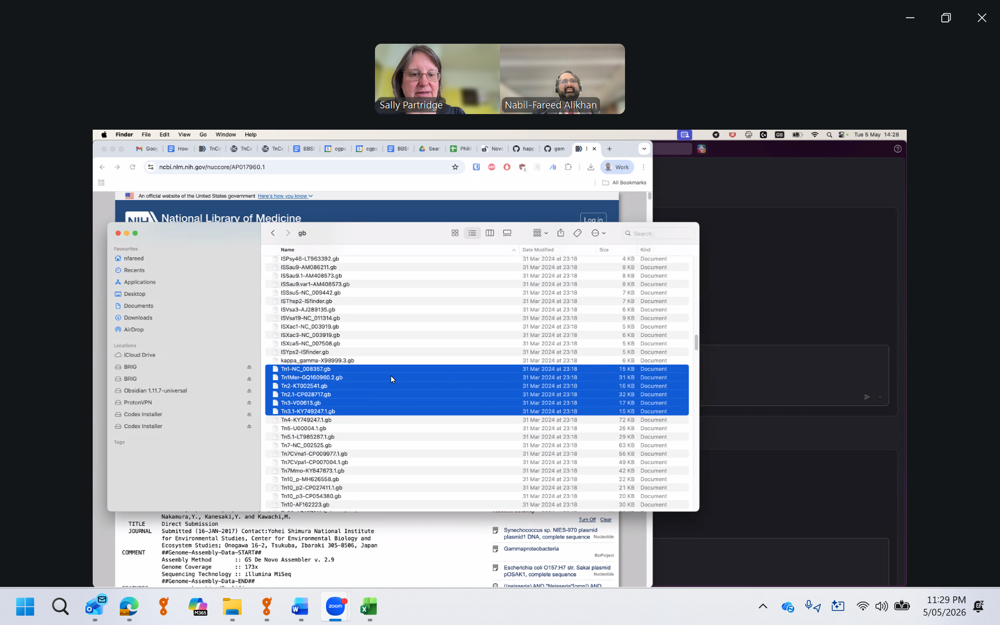 Sally Partridge
Nabil-Fareed Alikhan
Finder File Edit View Go Window Help
GB
Tue 5 May 14:28
Goo How TnCe TnCe TnCe BBS cgps cgps BBS Sear Phili Nove happ gem
ncbi.nlm.nih.gov/nuccore/AP017960.1
ABP
Work
All Bookmarks
An official website of the United States government Here's how you know
NIH National Library of Medicine
Log in
gb
Search
Favourites
nfareed
Recents
Applications
Desktop
Documents
Downloads
AirDrop
Locations
iCloud Drive
BRIG
BRIG
Obsidian 1.11.7-universal
ProtonVPN
Codex Installer
Codex Installer
Tags
Name Date Modified Size Kind
ISPsy46-LT963392.gb 31 Mar 2024 at 23:18 4 KB Document
ISSau9-AM086211.gb 31 Mar 2024 at 23:18 8 KB Document
ISSau9.1-AM408573.gb 31 Mar 2024 at 23:18 8 KB Document
ISSau9.var1-AM408573.gb 31 Mar 2024 at 23:18 8 KB Document
ISSsu5-NC_009442.gb 31 Mar 2024 at 23:18 7 KB Document
ISThsp2-ISfinder.gb 31 Mar 2024 at 23:18 7 KB Document
ISVsa3-AJ289135.gb 31 Mar 2024 at 23:18 6 KB Document
ISVsa19-NC_011314.gb 31 Mar 2024 at 23:18 9 KB Document
ISXac1-NC_003919.gb 31 Mar 2024 at 23:18 5 KB Document
ISXac3-NC_003919.gb 31 Mar 2024 at 23:18 6 KB Document
ISXca5-NC_007508.gb 31 Mar 2024 at 23:18 5 KB Document
ISYps2-ISfinder.gb 31 Mar 2024 at 23:18 5 KB Document
kappa_gamma-X98999.3.gb 31 Mar 2024 at 23:18 6 KB Document
Tn1-NC_008357.gb 31 Mar 2024 at 23:18 15 KB Document
Tn1Mer-GQ160960.2.gb 31 Mar 2024 at 23:18 31 KB Document
Tn2-KT002541.gb 31 Mar 2024 at 23:18 16 KB Document
Tn2.1-CP028717.gb 31 Mar 2024 at 23:18 32 KB Document
Tn3-V00613.gb 31 Mar 2024 at 23:18 17 KB Document
Tn3.1-KY749247.1.gb 31 Mar 2024 at 23:18 15 KB Document
Tn4-KY749247.1.gb 31 Mar 2024 at 23:18 72 KB Document
Tn5-U00004.1.gb 31 Mar 2024 at 23:18 26 KB Document
Tn5.1-LT985287.1.gb 31 Mar 2024 at 23:18 29 KB Document
Tn7-NC_002525.gb 31 Mar 2024 at 23:18 63 KB Document
Tn7CVna1-CP009977.1.gb 31 Mar 2024 at 23:18 56 KB Document
Tn7CVpa1-CP007004.1.gb 31 Mar 2024 at 23:18 49 KB Document
Tn7Mmo-KY847873.1.gb 31 Mar 2024 at 23:18 42 KB Document
Tn10_p-MH626558.gb 31 Mar 2024 at 23:18 22 KB Document
Tn10_p2-CP027411.1.gb 31 Mar 2024 at 23:18 21 KB Document
Tn10_p3-CP054380.gb 31 Mar 2024 at 23:18 20 KB Document
Tn10-AF162223.gb 31 Mar 2024 at 23:18 30 KB Document
Nakamura,Y., Kanesaki,Y. and Kawachi,M.
TITLE Direct Submission
JOURNAL Submitted (16-JAN-2017) Contact:Yohei Shimura National Institute
for Environmental Studies, Center for Environmental Biology and
Ecosystem Studies; Onogawa 16-2, Tsukuba, Ibaraki 305-8506, Japan
COMMENT ##Genome-Assembly-Data-START##
Assembly Method :: GS De Novo Assembler v. 2.9
Genome Coverage :: 173x
Sequencing Technology :: illumina MiSeq
##Genome-Assembly-Data-END##
Turn Off Clear
Synechococcus sp. NIES-970 plasmid
plasmid1 DNA, complete sequence Nucleotide
Gammaproteobacteria
BioProject
Escherichia coli O157:H7 str. Sakai plasmid
pOSAK1, complete sequence Nucleotide
((neisseria) AND "Neisseria"[orgn]) AND
M365
zoom
11:29 PM
5/05/2026